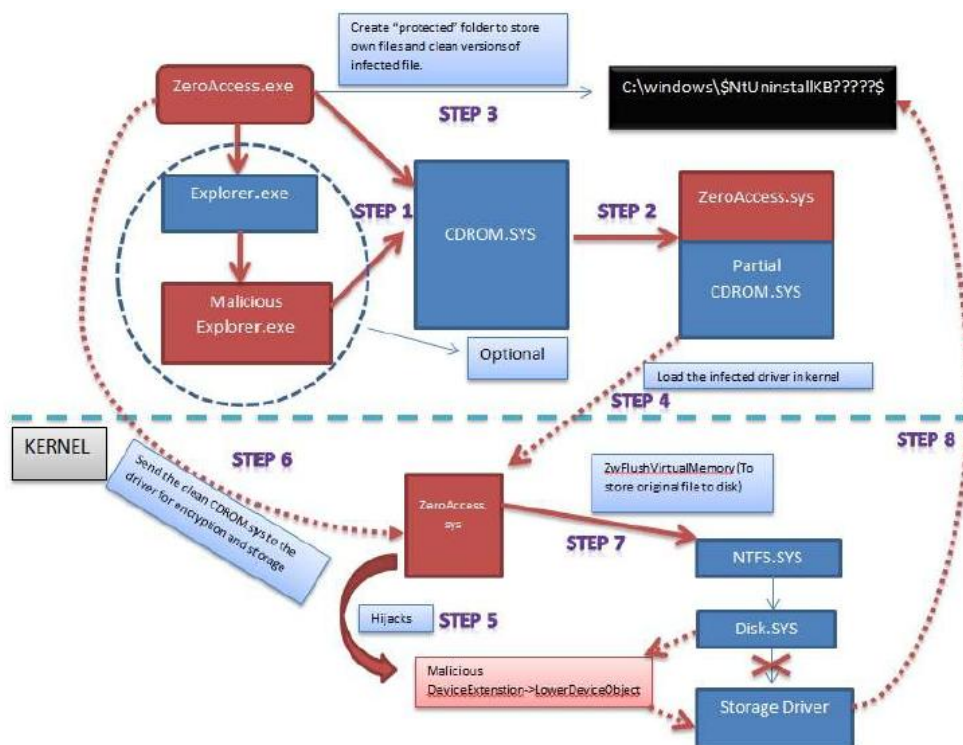 Create “protected” folder to store
own files and clean versions of
infected file.
ZeroAccess.exe
C:\windows\$NtUninstallKB?????$
STEP 3
Explorer.exe
STEP 1
CDROM.SYS
STEP 2
ZeroAccess.sys
Partial
CDROM.SYS
Malicious
Explorer.exe
Optional
Load the infected driver in kernel
STEP 4
KERNEL
STEP 6
STEP 8
Send the clean CDROM.sys to the
driver for encryption and storage
ZwFlushVirtualMemory(To
store original file to disk)
ZeroAccess.
sys
STEP 7
NTFS.SYS
Hijacks
STEP 5
Disk.SYS
Malicious
DeviceExtenstion->LowerDeviceObject
Storage Driver